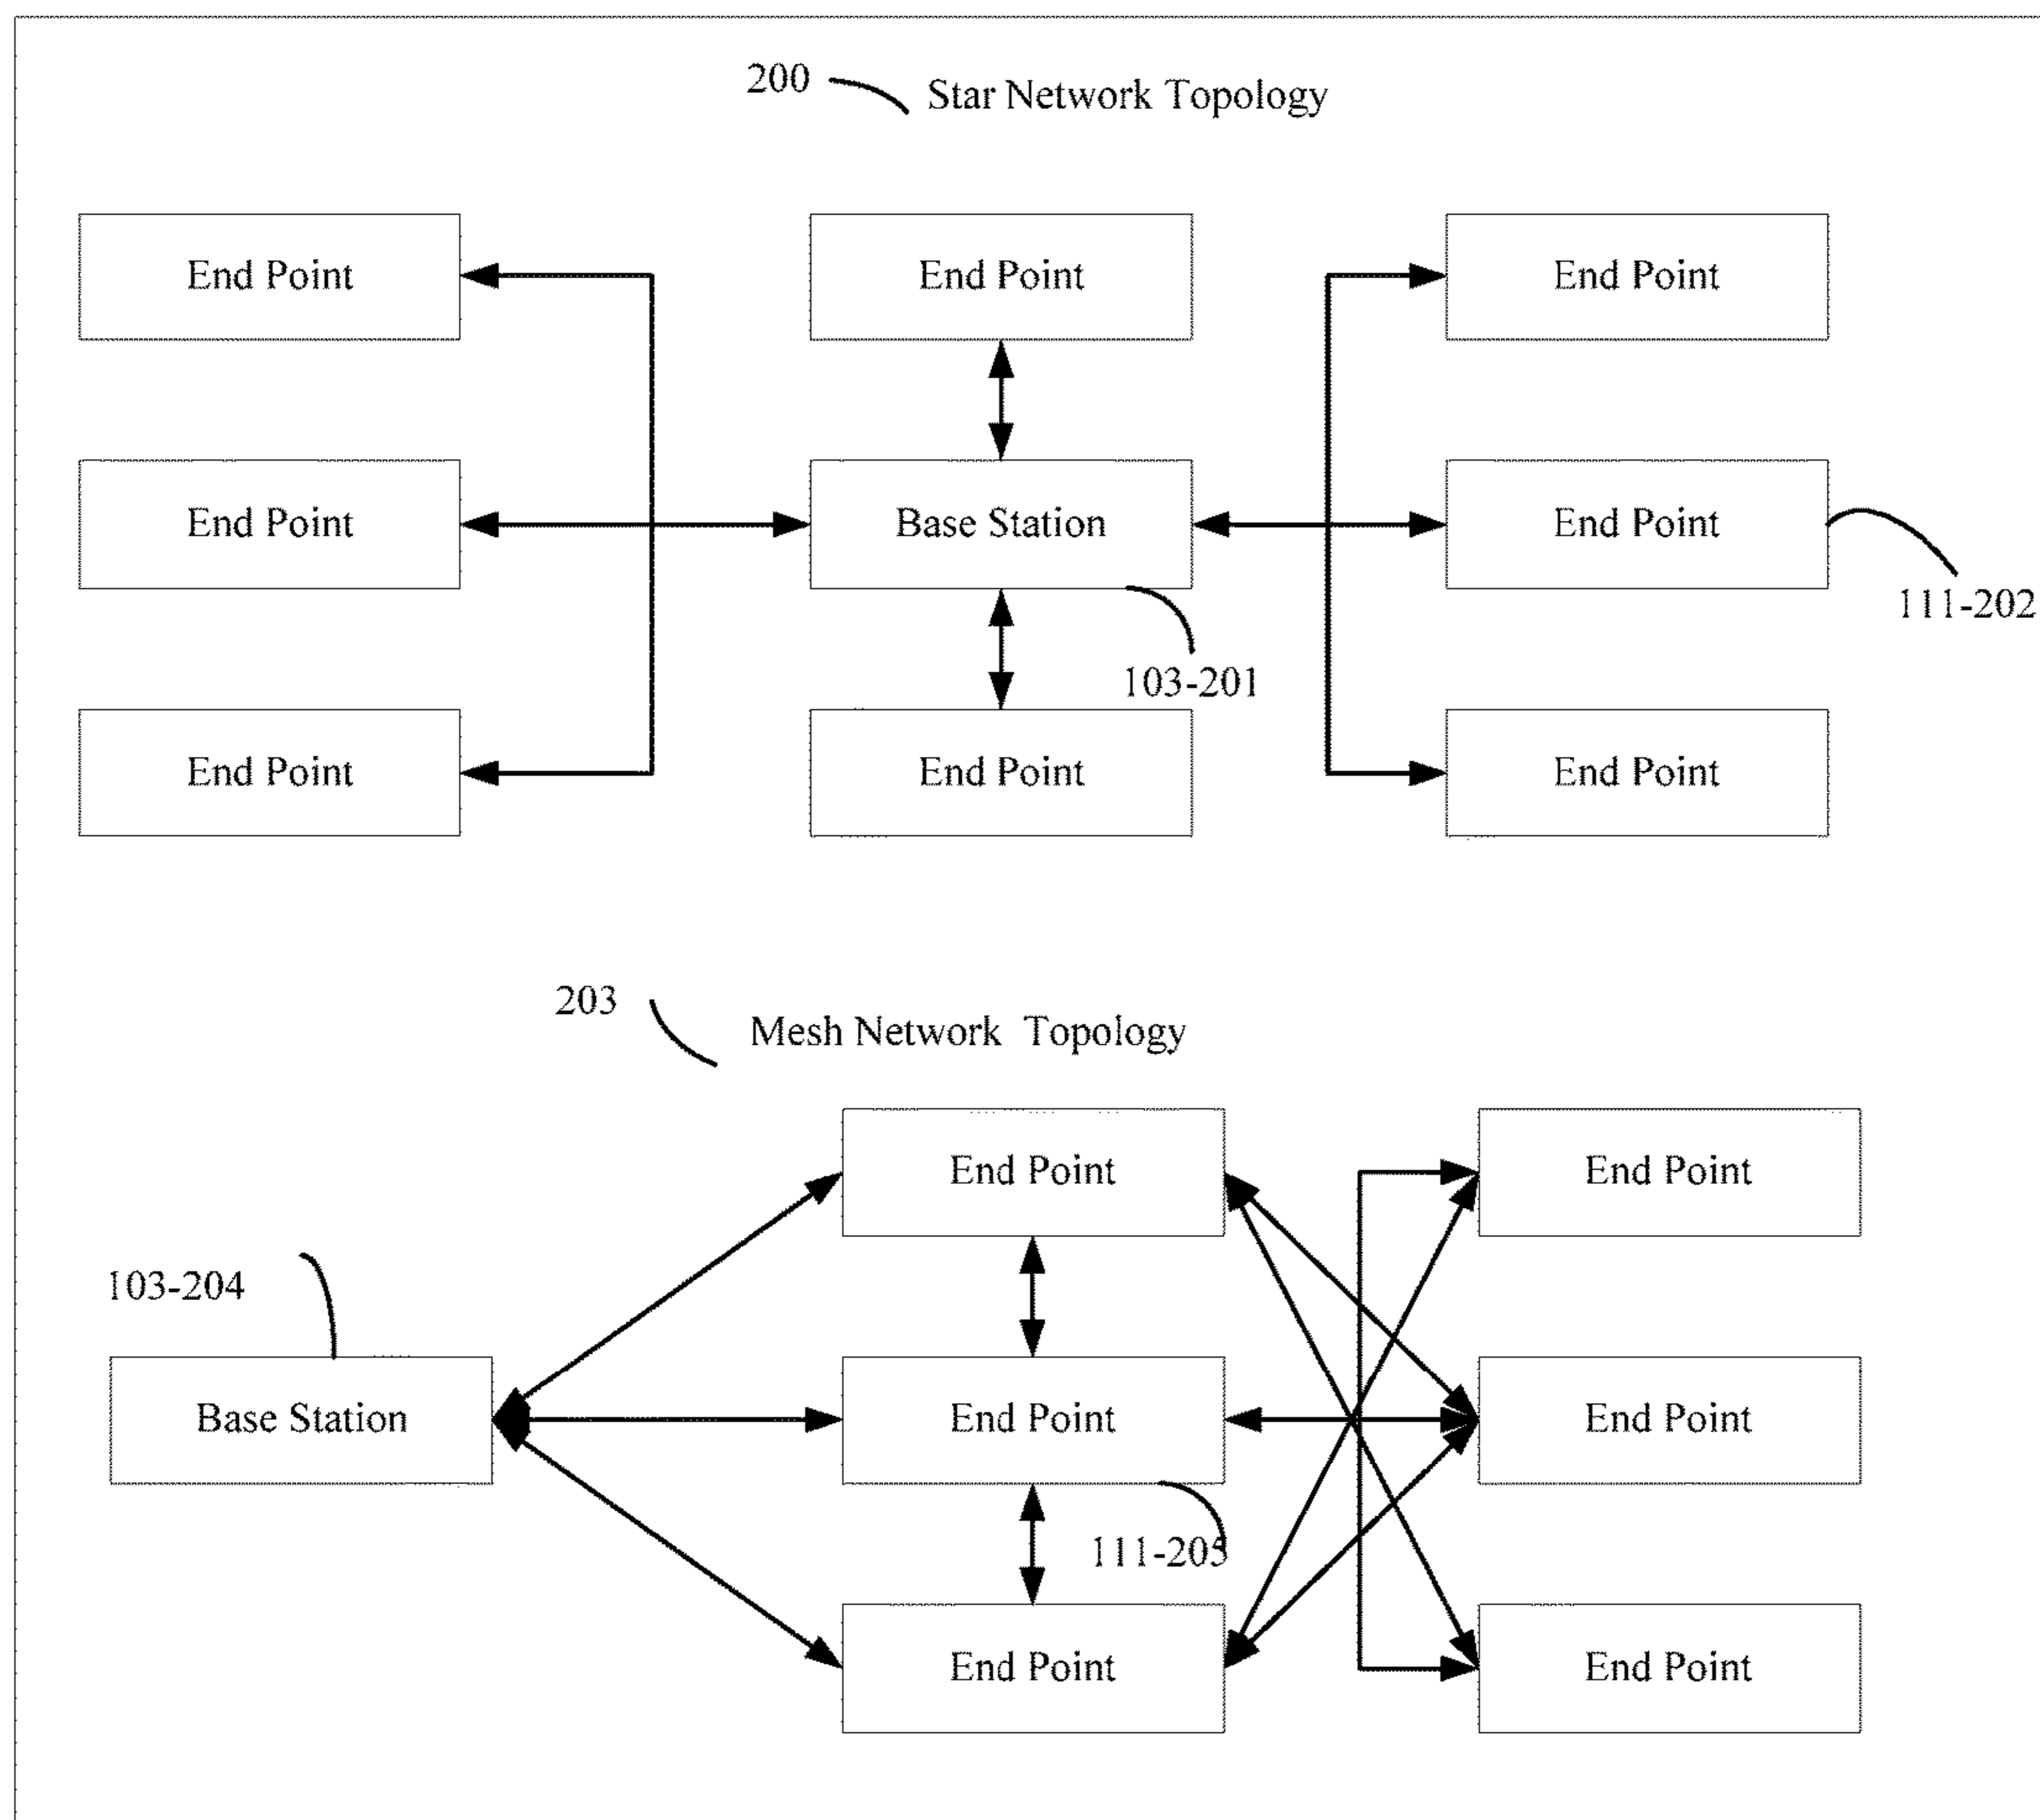 200
Star Network Topology
End Point
End Point
End Point
End Point
Base Station
End Point
111-202
103-201
End Point
End Point
End Point
203
Mesh Network Topology
End Point
End Point
103-204
Base Station
End Point
End Point
111-205
End Point
End Point